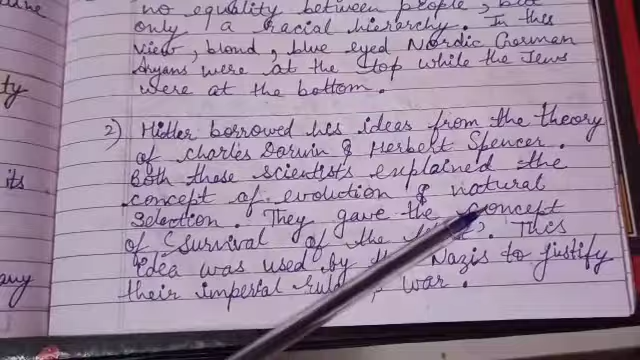 no equality between people, but
only a racial hierarchy. In this
view, blond, blue eyed Nordic German
Aryans were at the top while the Jews
were at the bottom.
2) Hitler borrowed his ideas from the theory
of Charles Darwin & Herbert Spencer.
Both these scientists explained the
concept of evolution & natural
selection. They gave the concept
of 'Survival of the This
idea was used by the Nazis to justify
their imperial war.
its